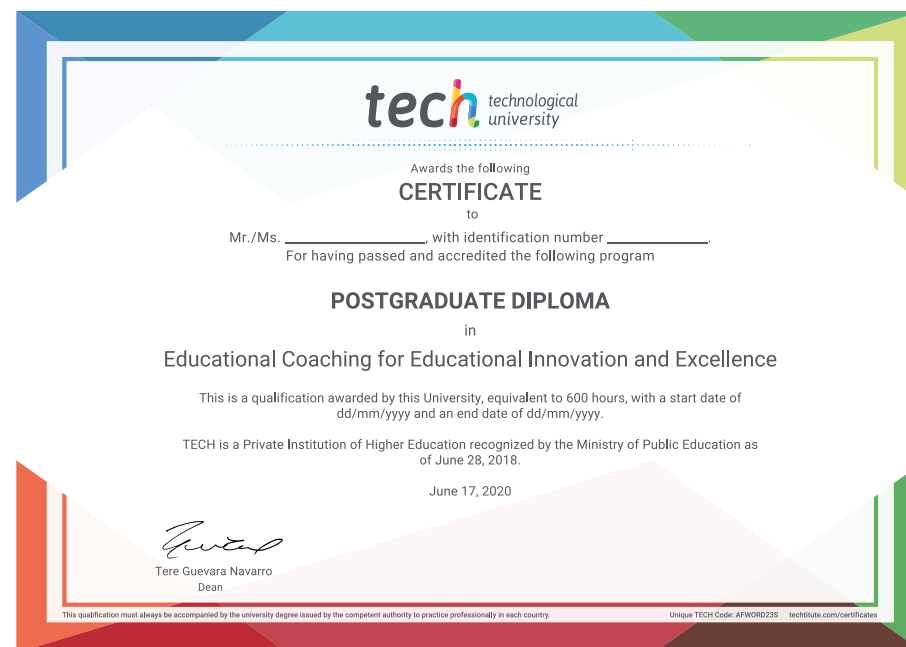 tech technological
university
Awards the following
CERTIFICATE
to
Mr./Ms. ____________________, with identification number ______________.
For having passed and accredited the following program
POSTGRADUATE DIPLOMA
in
Educational Coaching for Educational Innovation and Excellence
This is a qualification awarded by this University, equivalent to 600 hours, with a start date of
dd/mm/yyyy and an end date of dd/mm/yyyy.
TECH is a Private Institution of Higher Education recognized by the Ministry of Public Education as
of June 28, 2018.
June 17, 2020
Tere Guevara Navarro
Dean
This qualification must always be accompanied by the university degree issued by the competent authority to practice professionally in each country. Unique TECH Code: AFWORD23S techtitute.com/certificates